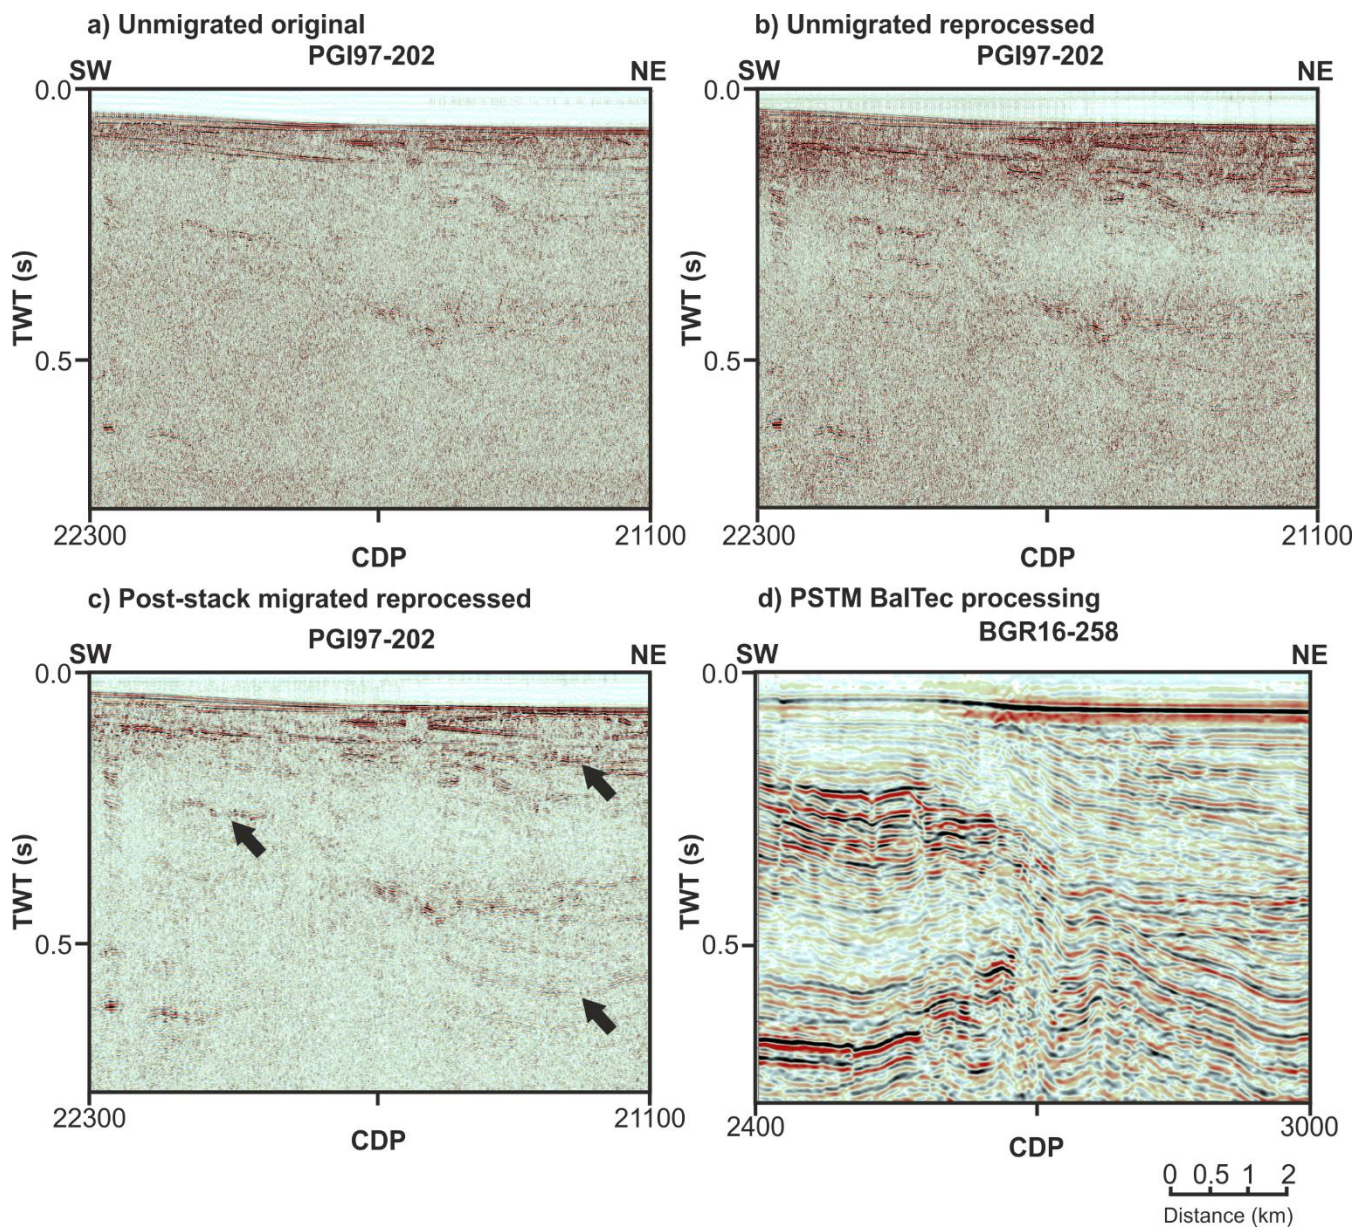 a) Unmigrated original
PGI97-202
SW
NE
0.0
0.5
TWT (s)
22300
21100
CDP
b) Unmigrated reprocessed
PGI97-202
SW
NE
0.0
0.5
TWT (s)
22300
21100
CDP
c) Post-stack migrated reprocessed
PGI97-202
SW
NE
0.0
0.5
TWT (s)
22300
21100
CDP
d) PSTM BalTec processing
BGR16-258
SW
NE
0.0
0.5
TWT (s)
2400
3000
CDP
0 0.5 1 2
Distance (km)